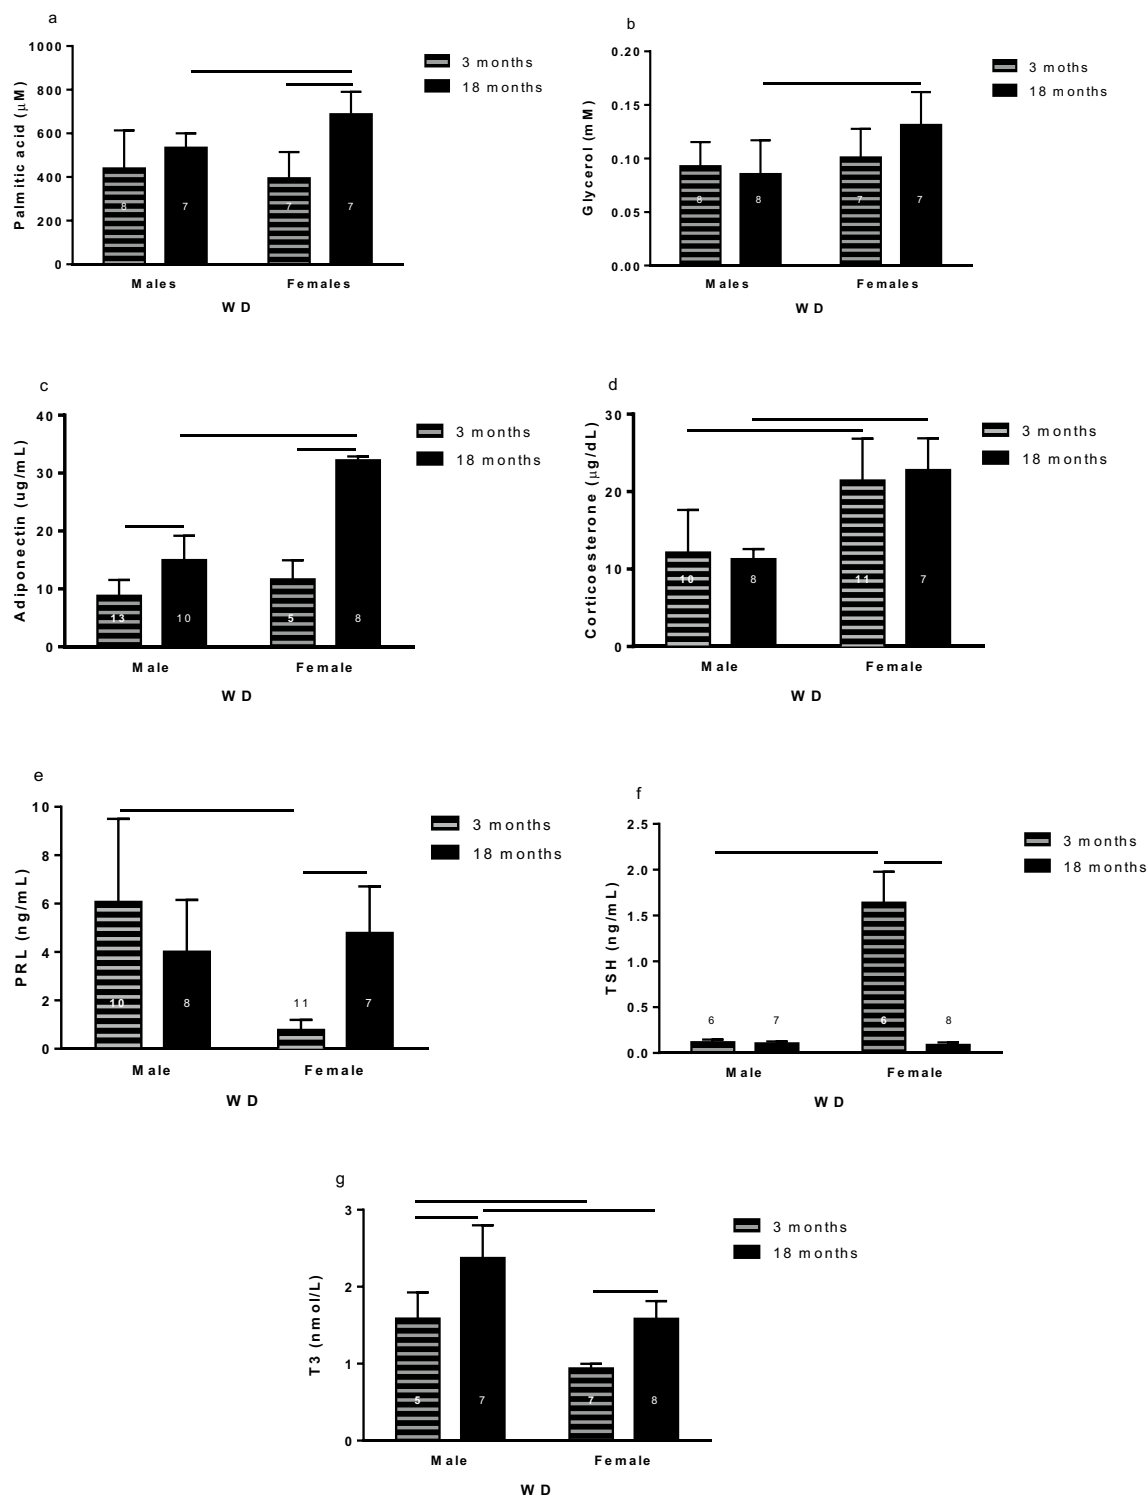 a
1000
800
600
400
200
0
Palmitic acid (μM)
8
7
7
7
Males
Females
WD
3 months
18 months
b
0.20
0.15
0.10
0.05
0.00
Glycerol (mM)
8
8
7
7
Males
Females
WD
3 moths
18 months
c
40
30
20
10
0
Adiponectin (ug/mL)
13
10
5
8
Male
Female
WD
3 months
18 months
d
30
20
10
0
Corticoesterone (μg/dL)
10
8
11
7
Male
Female
WD
3 months
18 months
e
10
8
6
4
2
0
PRL (ng/mL)
10
8
11
7
Male
Female
WD
3 months
18 months
f
2.5
2.0
1.5
1.0
0.5
0.0
TSH (ng/mL)
6
7
6
8
Male
Female
WD
3 months
18 months
g
3
2
1
0
T3 (nmol/L)
5
7
7
8
Male
Female
WD
3 months
18 months